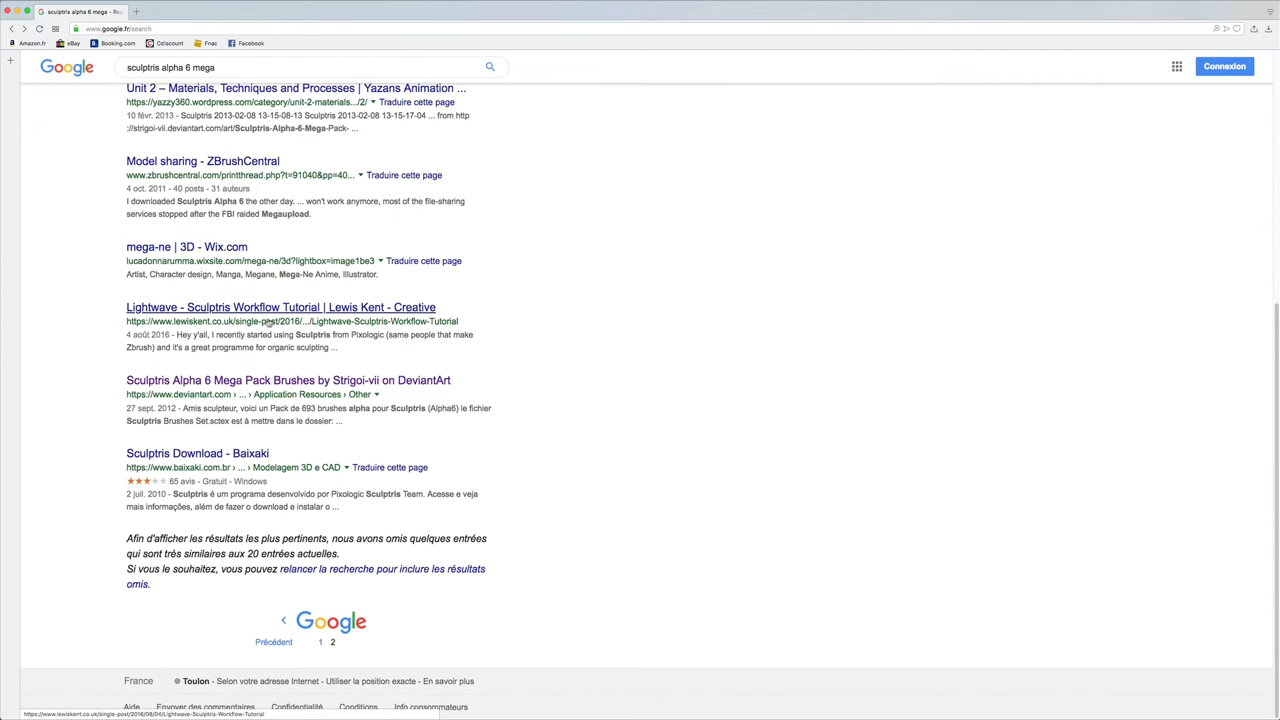 sculptris alpha 6 mega - Re
www.google.fr/search
Amazon.fr eBay Booking.com Cdiscount Fnac Facebook
Google sculptris alpha 6 mega Connexion
Unit 2 – Materials, Techniques and Processes | Yazans Animation ...
https://yazzy360.wordpress.com/category/unit-2-materials.../2/ Traduire cette page
10 févr. 2013 - Sculptris 2013-02-08 13-15-08-13 Sculptris 2013-02-08 13-15-17-04 ... from http
://strigoi-vii.deviantart.com/art/Sculptris-Alpha-6-Mega-Pack- ...
Model sharing - ZBrushCentral
www.zbrushcentral.com/printthread.php?t=91040&pp=40... Traduire cette page
4 oct. 2011 - 40 posts - 31 auteurs
I downloaded Sculptris Alpha 6 the other day. ... won't work anymore, most of the file-sharing
services stopped after the FBI raided Megaupload.
mega-ne | 3D - Wix.com
lucadonnarumma.wixsite.com/mega-ne/3d?lightbox=image1be3 Traduire cette page
Artist, Character design, Manga, Megane, Mega-Ne Anime, Illustrator.
Lightwave - Sculptris Workflow Tutorial | Lewis Kent - Creative
https://www.lewiskent.co.uk/single-post/2016/.../Lightwave-Sculptris-Workflow-Tutorial
4 août 2016 - Hey y'all, I recently started using Sculptris from Pixologic (same people that make
Zbrush) and it's a great programme for organic sculpting ...
Sculptris Alpha 6 Mega Pack Brushes by Strigoi-vii on DeviantArt
https://www.deviantart.com › ... › Application Resources › Other
27 sept. 2012 - Amis sculpteur, voici un Pack de 693 brushes alpha pour Sculptris (Alpha6) le fichier
Sculptris Brushes Set.sctex est à mettre dans le dossier: ...
Sculptris Download - Baixaki
https://www.baixaki.com.br › ... › Modelagem 3D e CAD Traduire cette page
65 avis - Gratuit - Windows
2 juil. 2010 - Sculptris é um programa desenvolvido por Pixologic Sculptris Team. Acesse e veja
mais informações, além de fazer o download e instalar o ...
Afin d'afficher les résultats les plus pertinents, nous avons omis quelques entrées
qui sont très similaires aux 20 entrées actuelles.
Si vous le souhaitez, vous pouvez relancer la recherche pour inclure les résultats
omis.
Google
Précédent 1 2
France Toulon - Selon votre adresse Internet - Utiliser la position exacte - En savoir plus
Aide Envoyer des commentaires Confidentialité Conditions Info consommateurs
https://www.lewiskent.co.uk/single-post/2016/08/04/Lightwave-Sculptris-Workflow-Tutorial